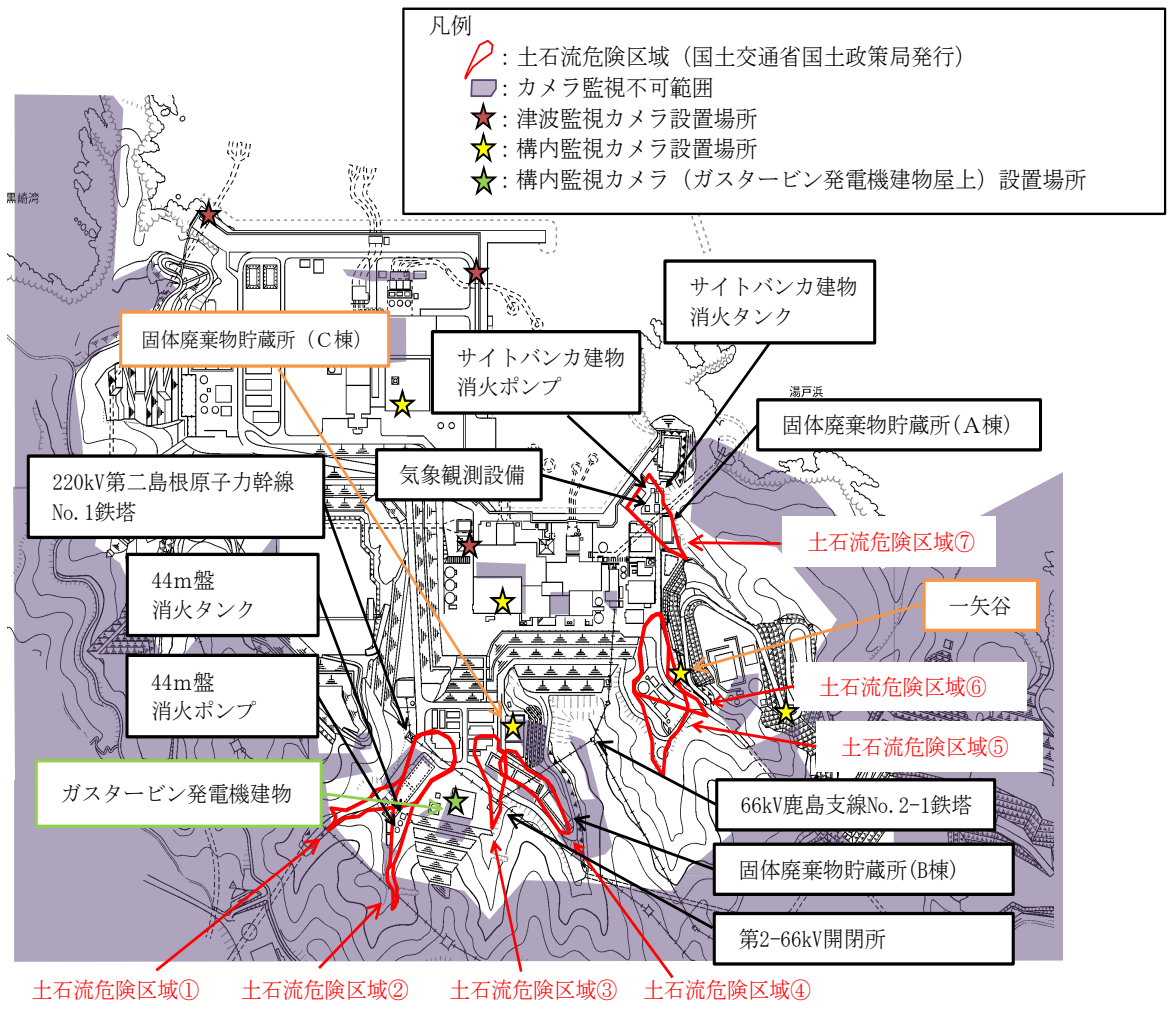 凡例
：土石流危険区域（国土交通省国土政策局発行）
：カメラ監視不可範囲
：津波監視カメラ設置場所
：構内監視カメラ設置場所
：構内監視カメラ（ガスタービン発電機建物屋上）設置場所
黒崎湾
サイトバンカ建物
消火タンク
固体廃棄物貯蔵所（Ｃ棟）
サイトバンカ建物
消火ポンプ
湯戸浜
固体廃棄物貯蔵所(Ａ棟)
気象観測設備
220kV第二島根原子力幹線
No.1鉄塔
土石流危険区域⑦
44m盤
消火タンク
一矢谷
44m盤
消火ポンプ
土石流危険区域⑥
土石流危険区域⑤
ガスタービン発電機建物
66kV鹿島支線No.2-1鉄塔
固体廃棄物貯蔵所(B棟)
第2-66kV開閉所
土石流危険区域①
土石流危険区域②
土石流危険区域③
土石流危険区域④